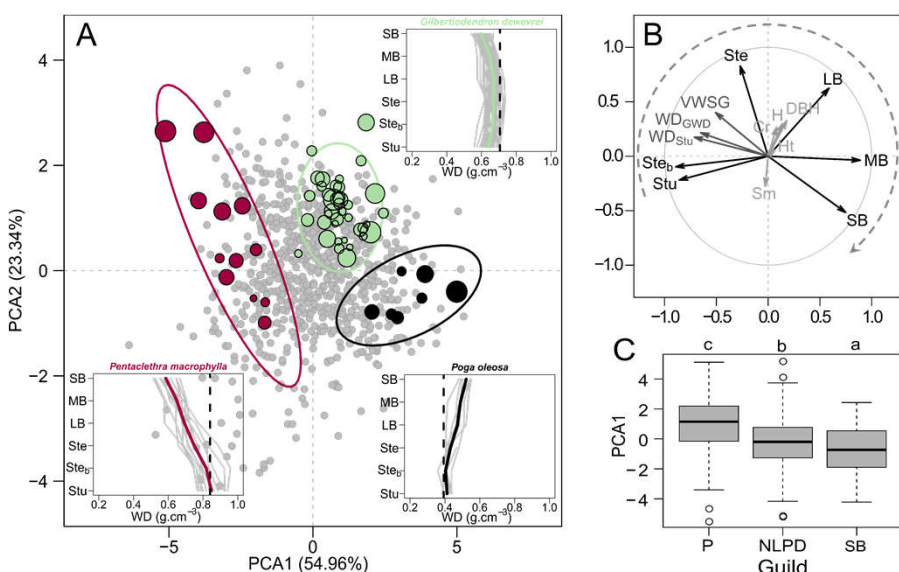 A
PCA2 (23.34%)
4
2
0
−2
−4
−5
0
5
PCA1 (54.96%)
Gilbertiodendron dewevrei
SB
MB
LB
Ste
Ste_b
Stu
0.2 0.4 0.6 0.8 1.0
WD (g.cm⁻³)
Pentaclethra macrophylla
SB
MB
LB
Ste
Ste_b
Stu
0.2 0.4 0.6 0.8 1.0
WD (g.cm⁻³)
Poga oleosa
SB
MB
LB
Ste
Ste_b
Stu
0.2 0.4 0.6 0.8 1.0
WD (g.cm⁻³)
B
1.0
0.5
0.0
−0.5
−1.0
Ste
LB
VWSG
H
DBH
Cr
WD_GWD
WD_Stu
Ht
MB
Ste_b
Stu
Sm
SB
−1.0 −0.5 0.0 0.5 1.0
C
c b a
PCA1
4
2
0
−2
−4
P NLPD SB
Guild